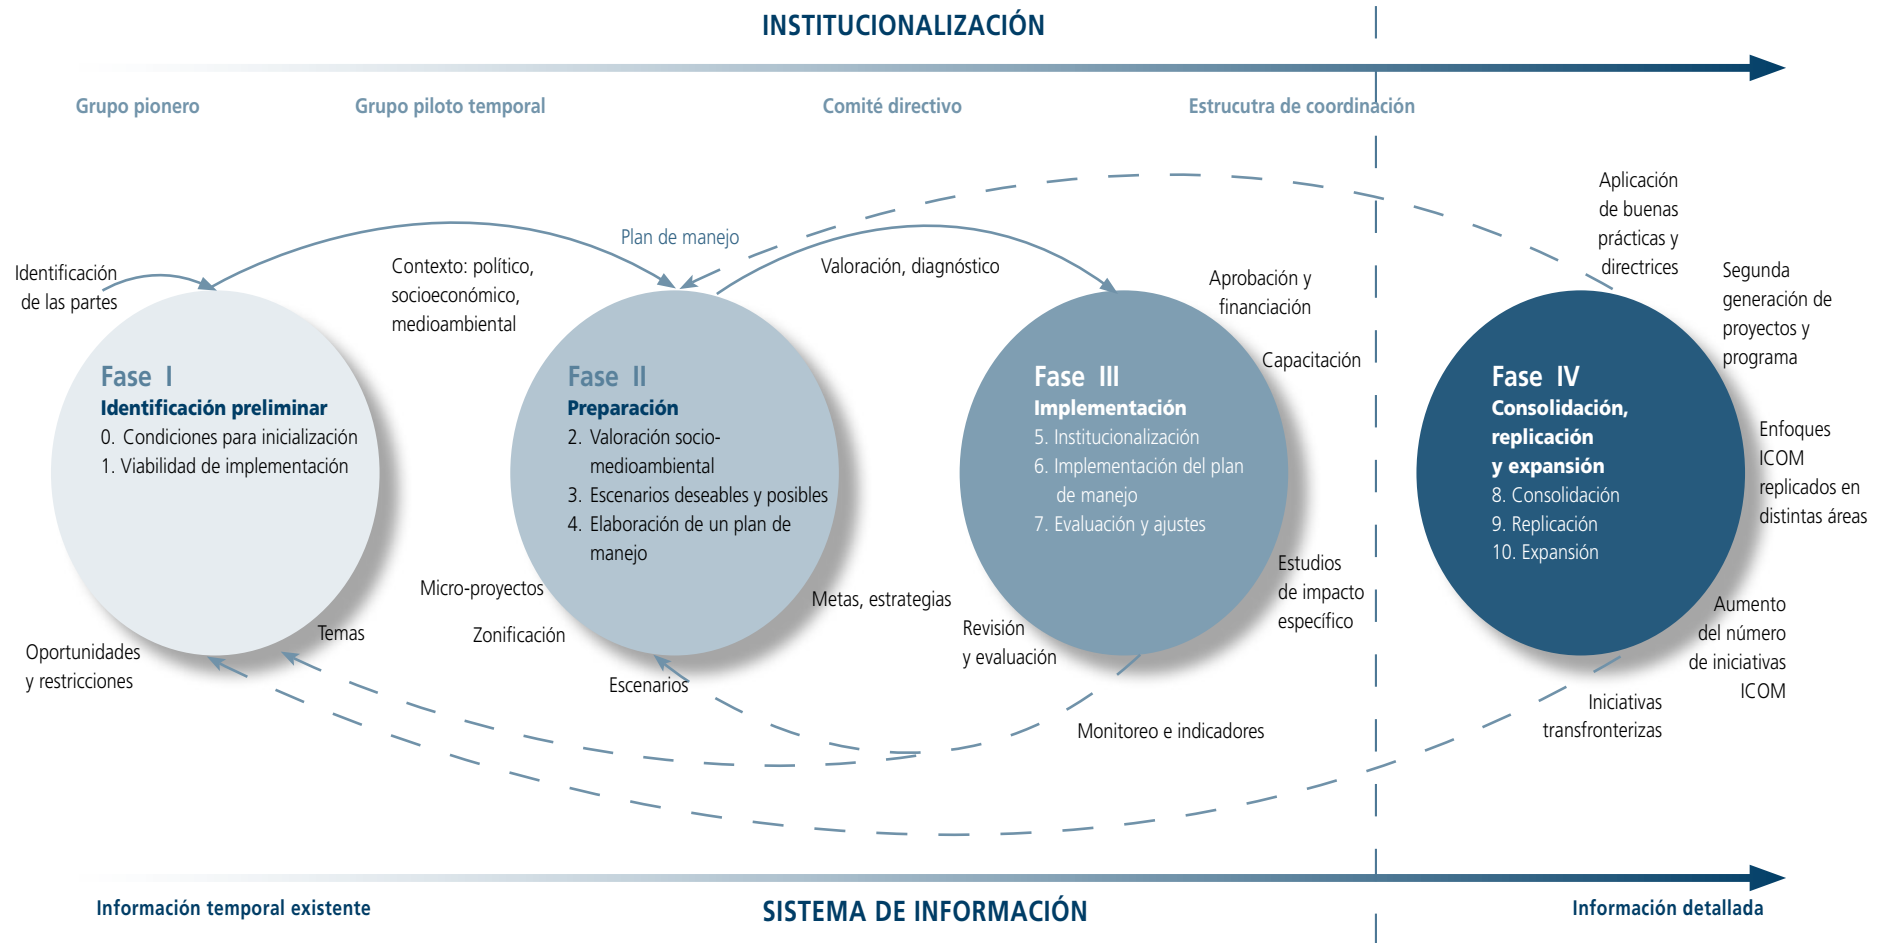 INSTITUCIONALIZACIÓN
Grupo pionero
Grupo piloto temporal
Comité directivo
Estrucutra de coordinación
Identificación
de las partes
Contexto: político,
socioeconómico,
medioambiental
Plan de manejo
Valoración, diagnóstico
Aprobación y
financiación
Capacitación
Aplicación
de buenas
prácticas y
directrices
Segunda
generación de
proyectos y
programa
Fase I
Identificación preliminar
0. Condiciones para inicialización
1. Viabilidad de implementación
Fase II
Preparación
2. Valoración socio-
medioambiental
3. Escenarios deseables y posibles
4. Elaboración de un plan de
manejo
Fase III
Implementación
5. Institucionalización
6. Implementación del plan
de manejo
7. Evaluación y ajustes
Fase IV
Consolidación,
replicación
y expansión
8. Consolidación
9. Replicación
10. Expansión
Enfoques
ICOM
replicados en
distintas áreas
Oportunidades
y restricciones
Temas
Micro-proyectos
Zonificación
Escenarios
Metas, estrategias
Revisión
y evaluación
Monitoreo e indicadores
Estudios
de impacto
específico
Iniciativas
transfronterizas
Aumento
del número
de iniciativas
ICOM
Información temporal existente
SISTEMA DE INFORMACIÓN
Información detallada